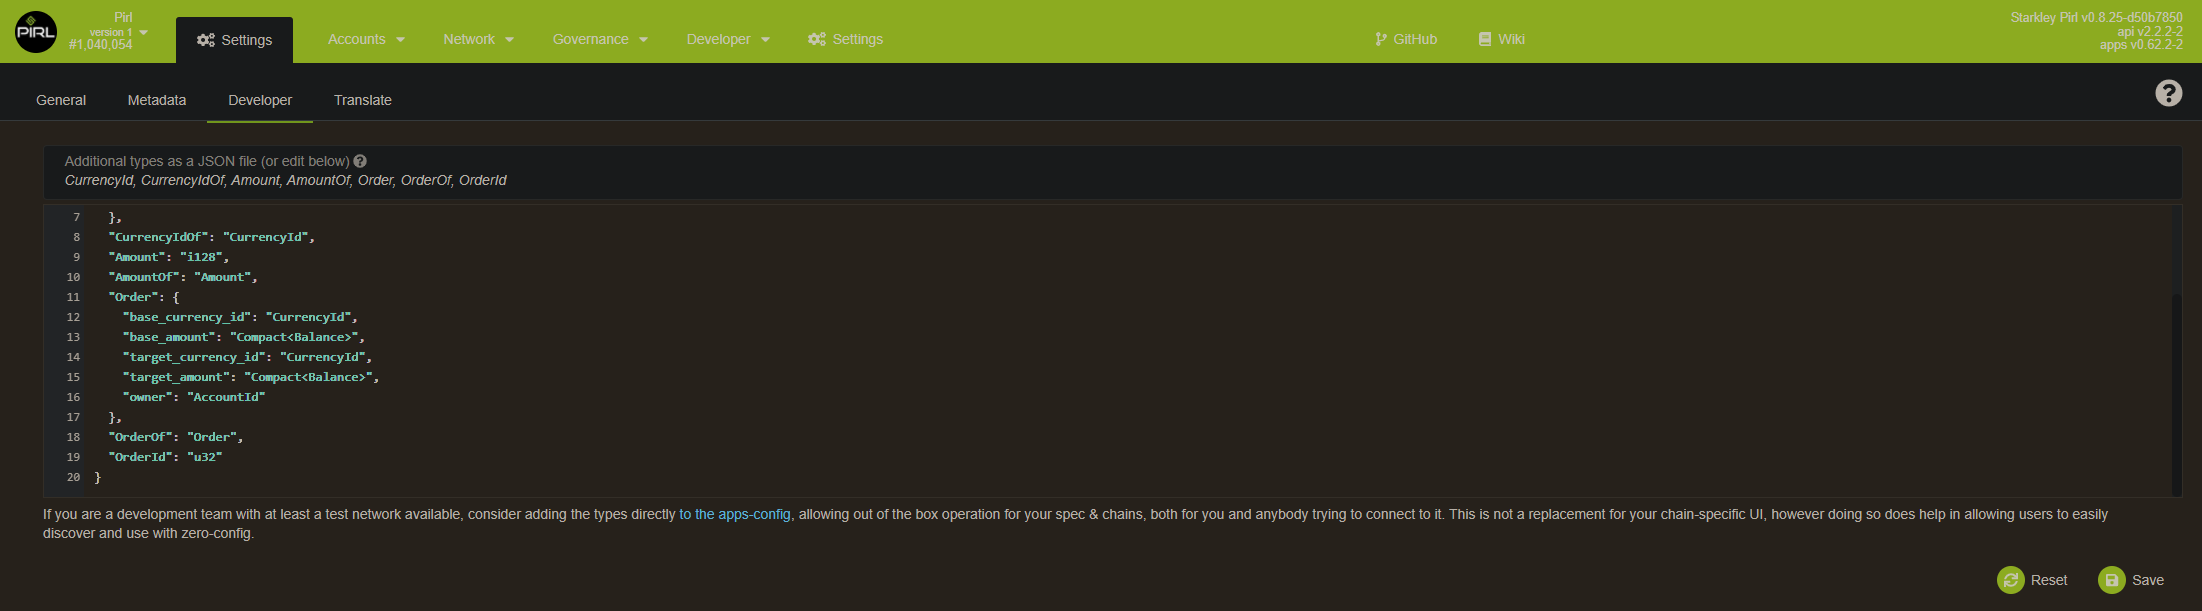 PIRL
Pirl
version 1
#1,040,054
Settings
Accounts
Network
Governance
Developer
Settings
GitHub
Wiki
Starkley Pirl v0.8.25-d50b7850
api v2.2.2-2
apps v0.62.2-2
General
Metadata
Developer
Translate
?
Additional types as a JSON file (or edit below) ?
CurrencyId, CurrencyIdOf, Amount, AmountOf, Order, OrderOf, OrderId
7 },
8 "CurrencyIdOf": "CurrencyId",
9 "Amount": "i128",
10 "AmountOf": "Amount",
11 "Order": {
12 "base_currency_id": "CurrencyId",
13 "base_amount": "Compact<Balance>",
14 "target_currency_id": "CurrencyId",
15 "target_amount": "Compact<Balance>",
16 "owner": "AccountId"
17 },
18 "OrderOf": "Order",
19 "OrderId": "u32"
20 }
If you are a development team with at least a test network available, consider adding the types directly to the apps-config, allowing out of the box operation for your spec & chains, both for you and anybody trying to connect to it. This is not a replacement for your chain-specific UI, however doing so does help in allowing users to easily
discover and use with zero-config.
Reset
Save